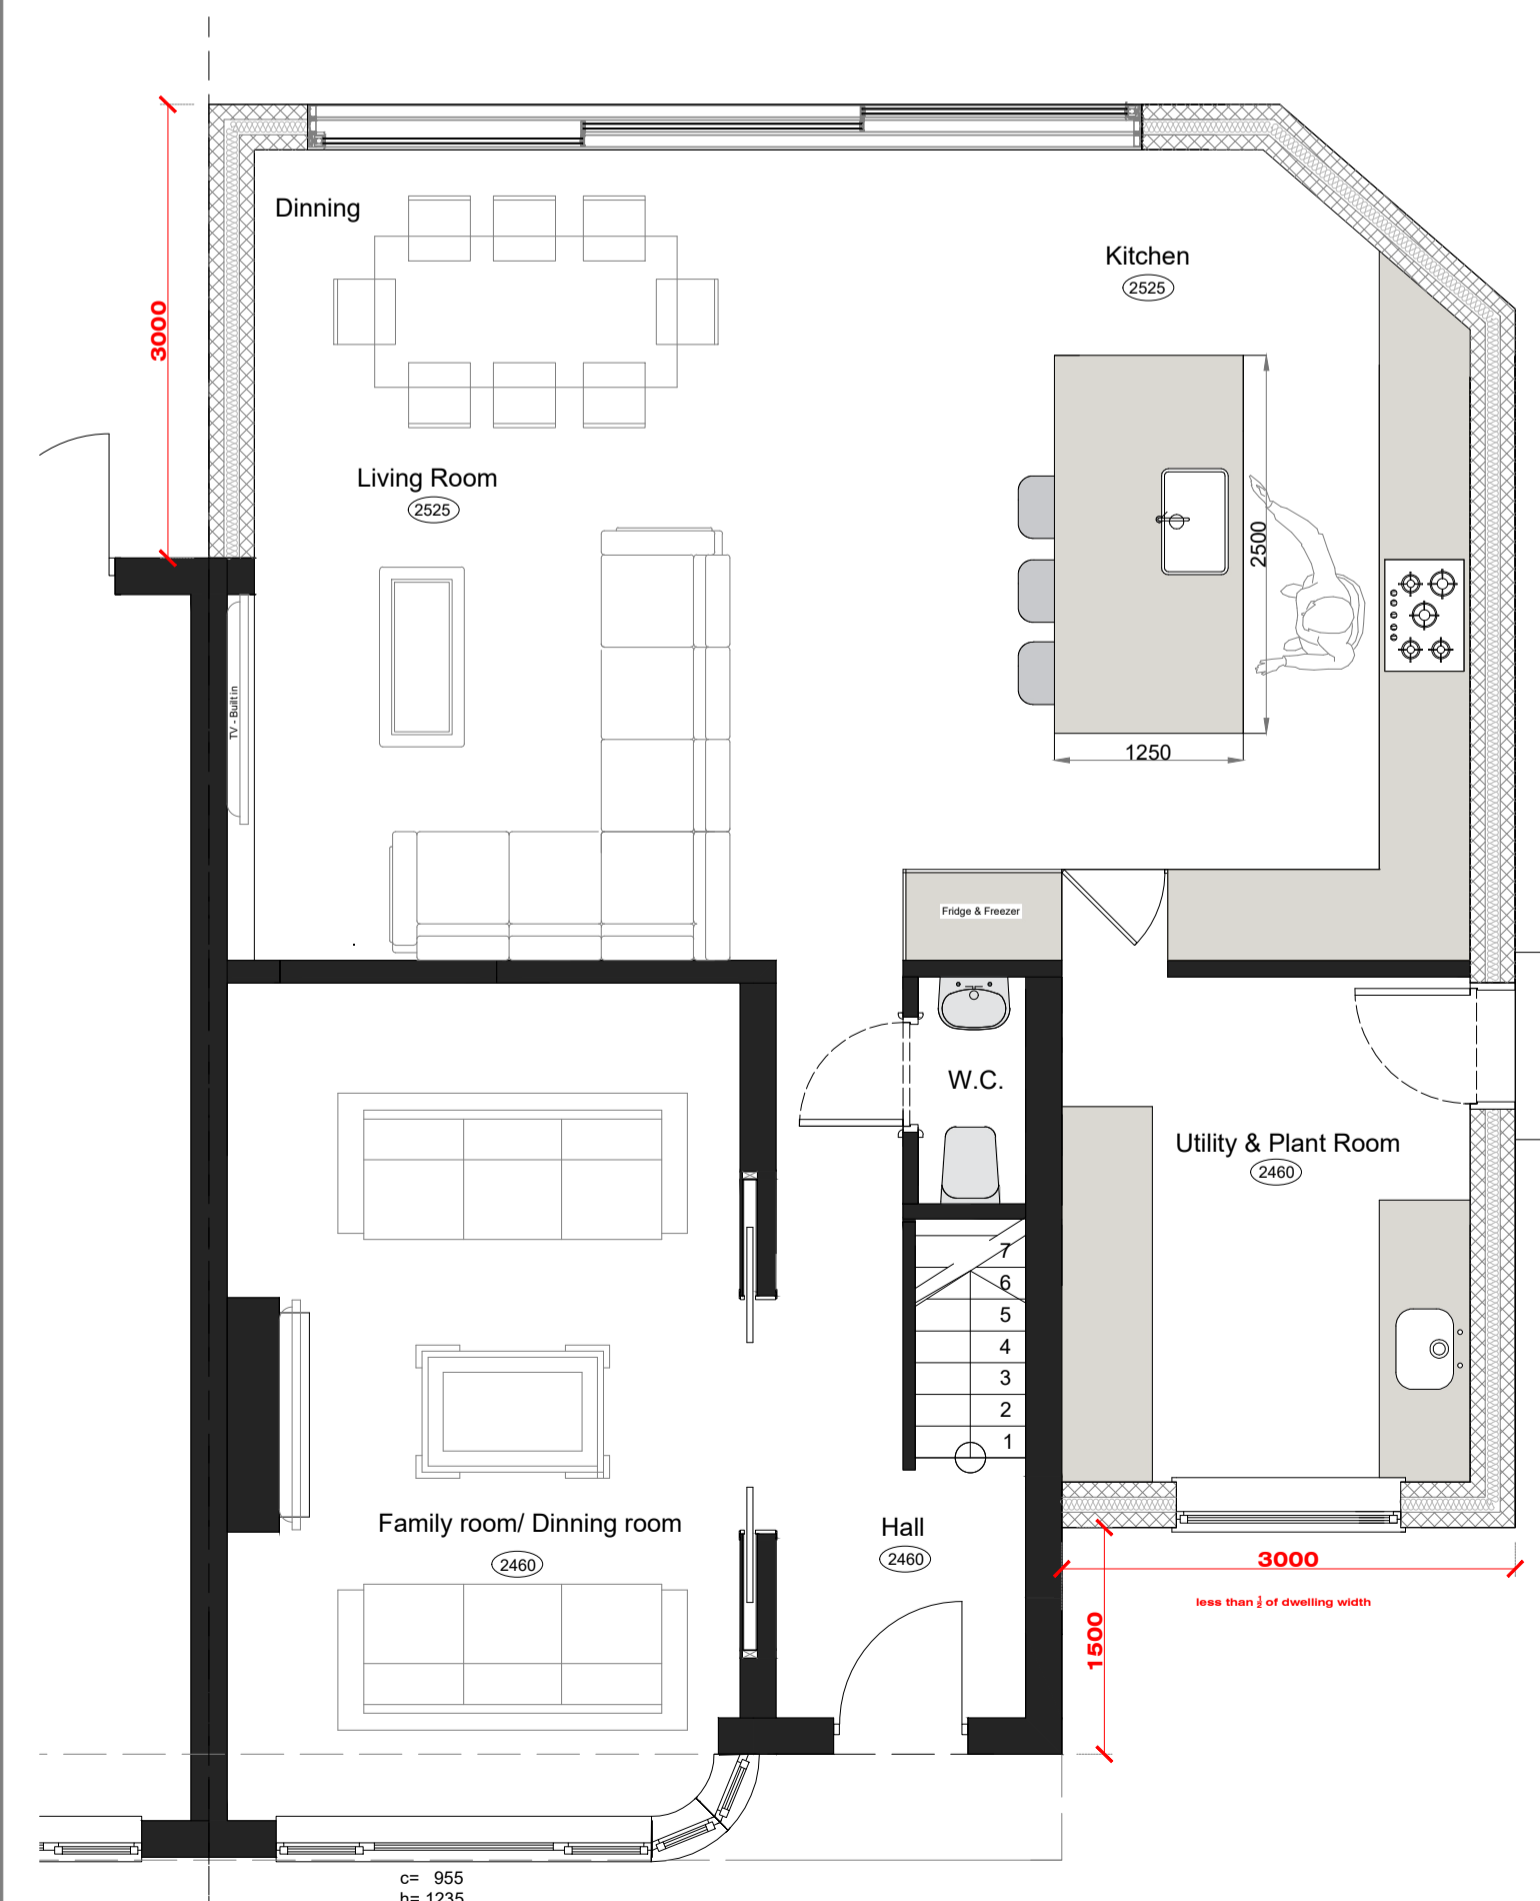 Dinning
Kitchen
2525
3000
Living Room
2525
2500
TV - Built in
1250
Fridge & Freezer
W.C.
Utility & Plant Room
2460
7
6
5
4
3
2
1
Family room/ Dinning room
2460
Hall
2460
3000
less than ½ of dwelling width
1500
c= 955
h= 1235